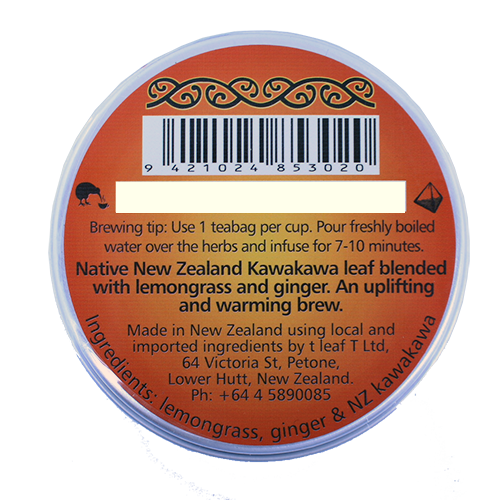 9 421024 853020
Brewing tip: Use 1 teabag per cup. Pour freshly boiled
water over the herbs and infuse for 7-10 minutes.
Native New Zealand Kawakawa leaf blended
with lemongrass and ginger. An uplifting
and warming brew.
Made in New Zealand using local and
imported ingredients by t leaf T Ltd,
64 Victoria St, Petone,
Lower Hutt, New Zealand.
Ph: +64 4 5890085
Ingredients: lemongrass, ginger & NZ kawakawa